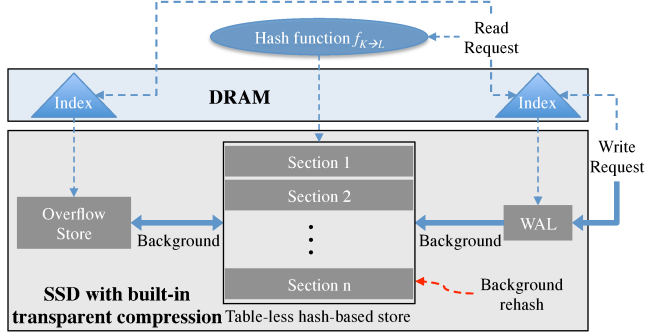 Hash function f K→L
Read
Request
Index
DRAM
Index
Write
Request
Section 1
Section 2
Overflow
Store
WAL
Background
Background
Section n
Background
rehash
SSD with built-in
transparent compression
Table-less hash-based store